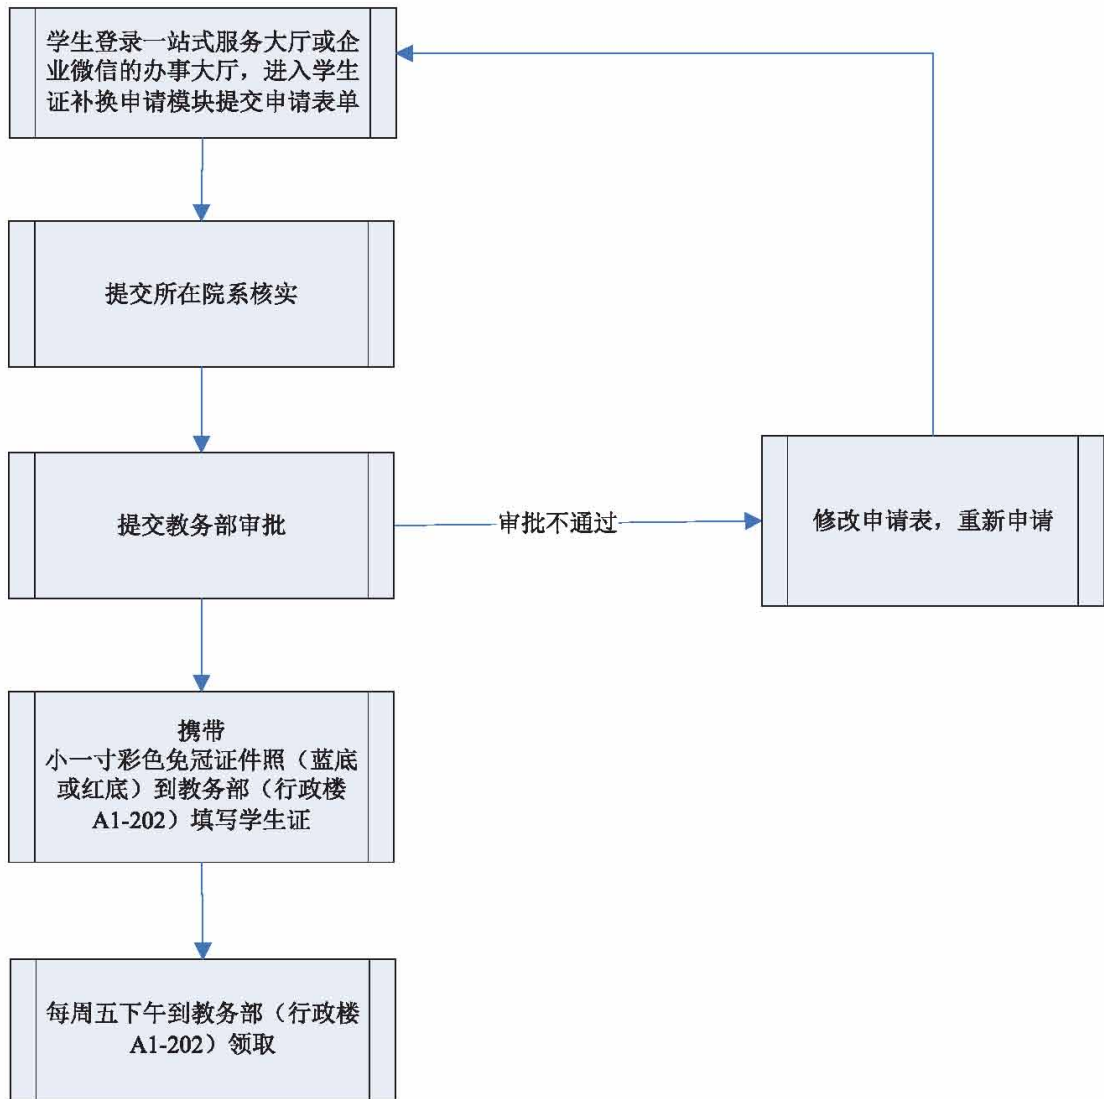 学生登录一站式服务大厅或企
业微信的办事大厅，进入学生
证补换申请模块提交申请表单
提交所在院系核实
提交教务部审批
审批不通过
修改申请表，重新申请
携带
小一寸彩色免冠证件照（蓝底
或红底）到教务部（行政楼
A1-202）填写学生证
每周五下午到教务部（行政楼
A1-202）领取